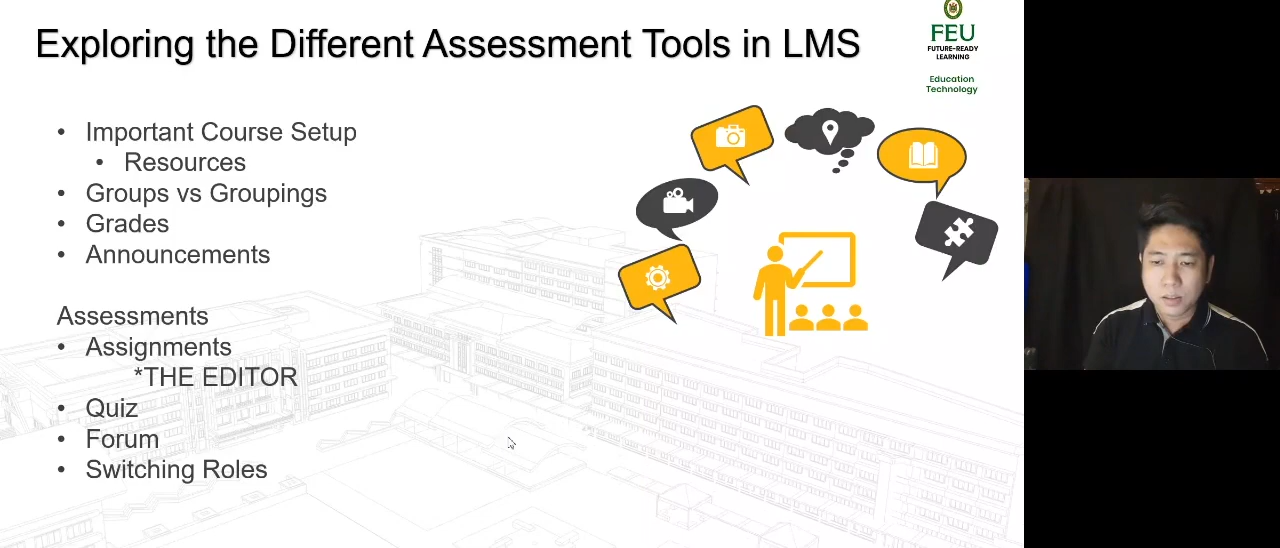 Exploring the Different Assessment Tools in LMS
FEU
FUTURE-READY
LEARNING
Education
Technology
• Important Course Setup
• Resources
• Groups vs Groupings
• Grades
• Announcements
Assessments
• Assignments
*THE EDITOR
• Quiz
• Forum
• Switching Roles